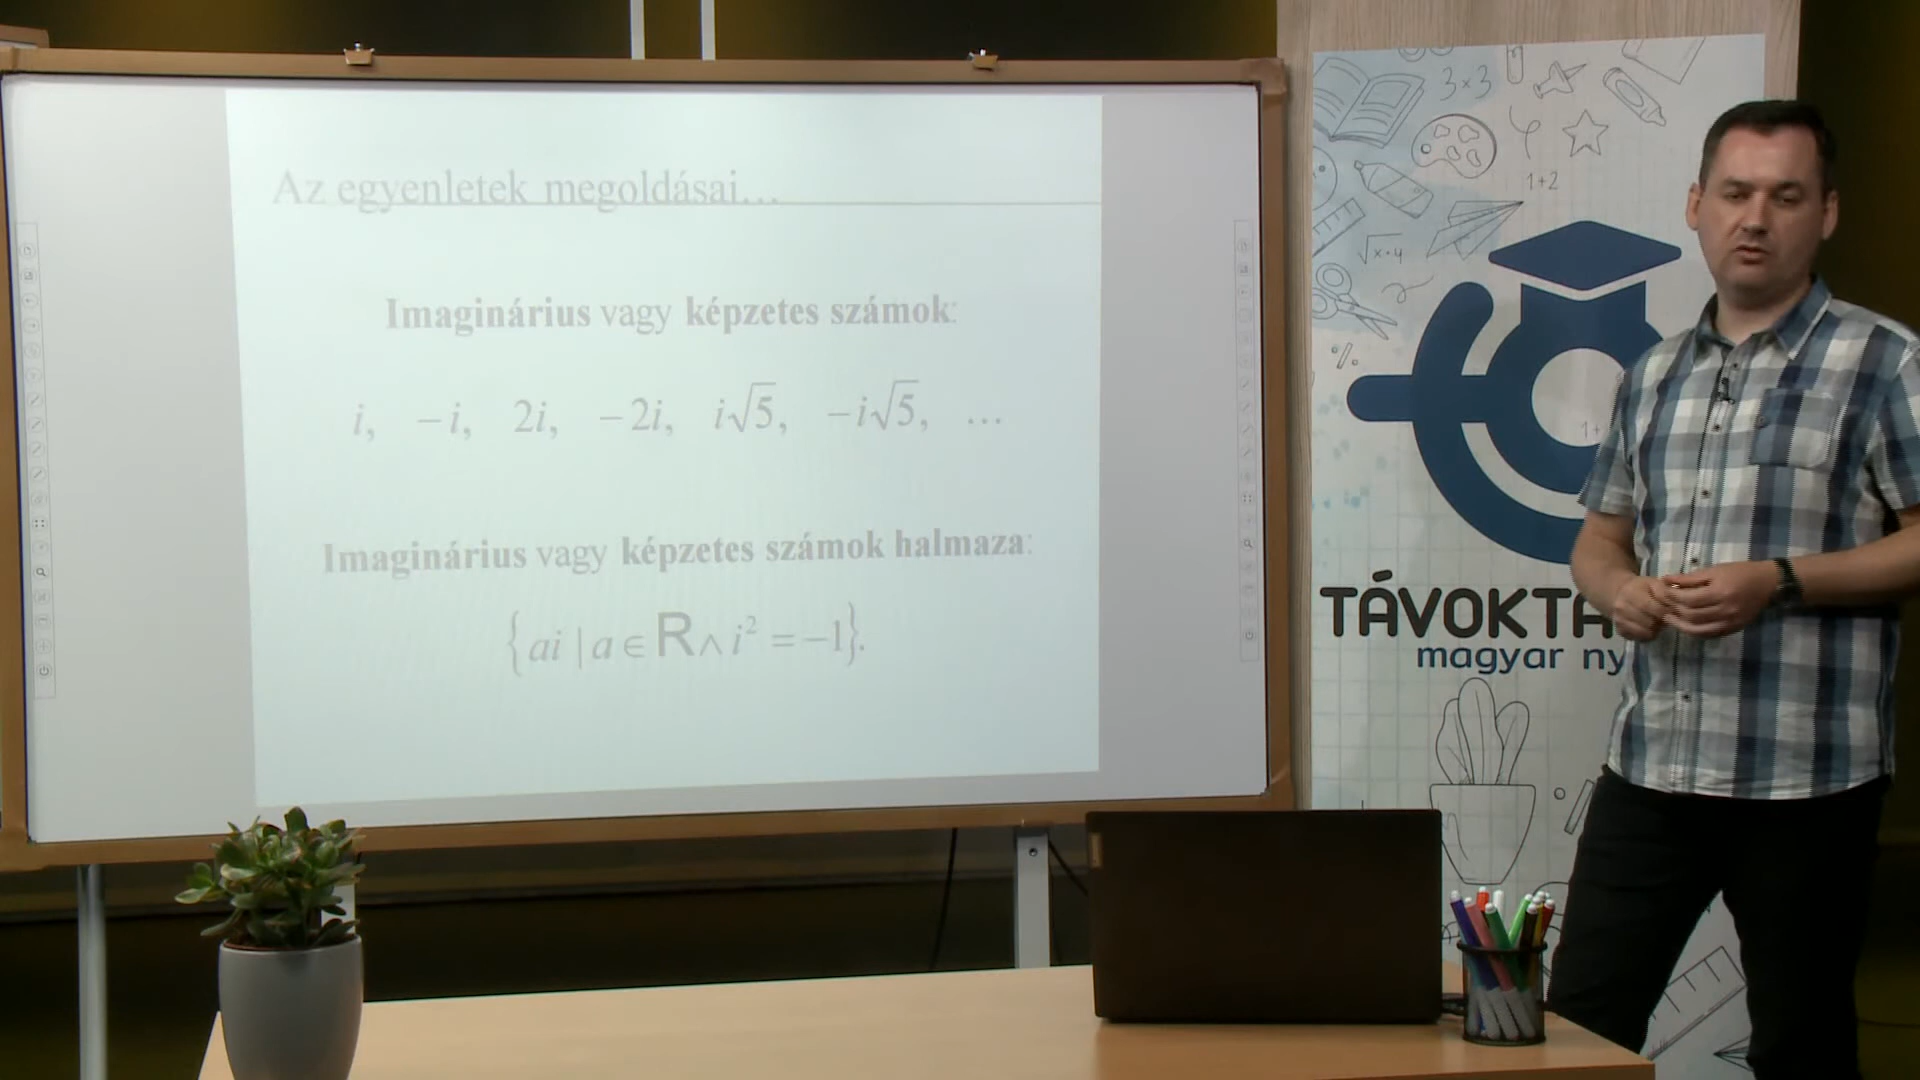 Az egyenletek megoldásai...
Imaginárius vagy képzetes számok:
i, −i, 2i, −2i, i√5, −i√5, ...
Imaginárius vagy képzetes számok halmaza:
{ai | a ∈ R ∧ i² = −1}.
3×3
1+2
√x·4
1+
TÁVOKTA
magyar ny